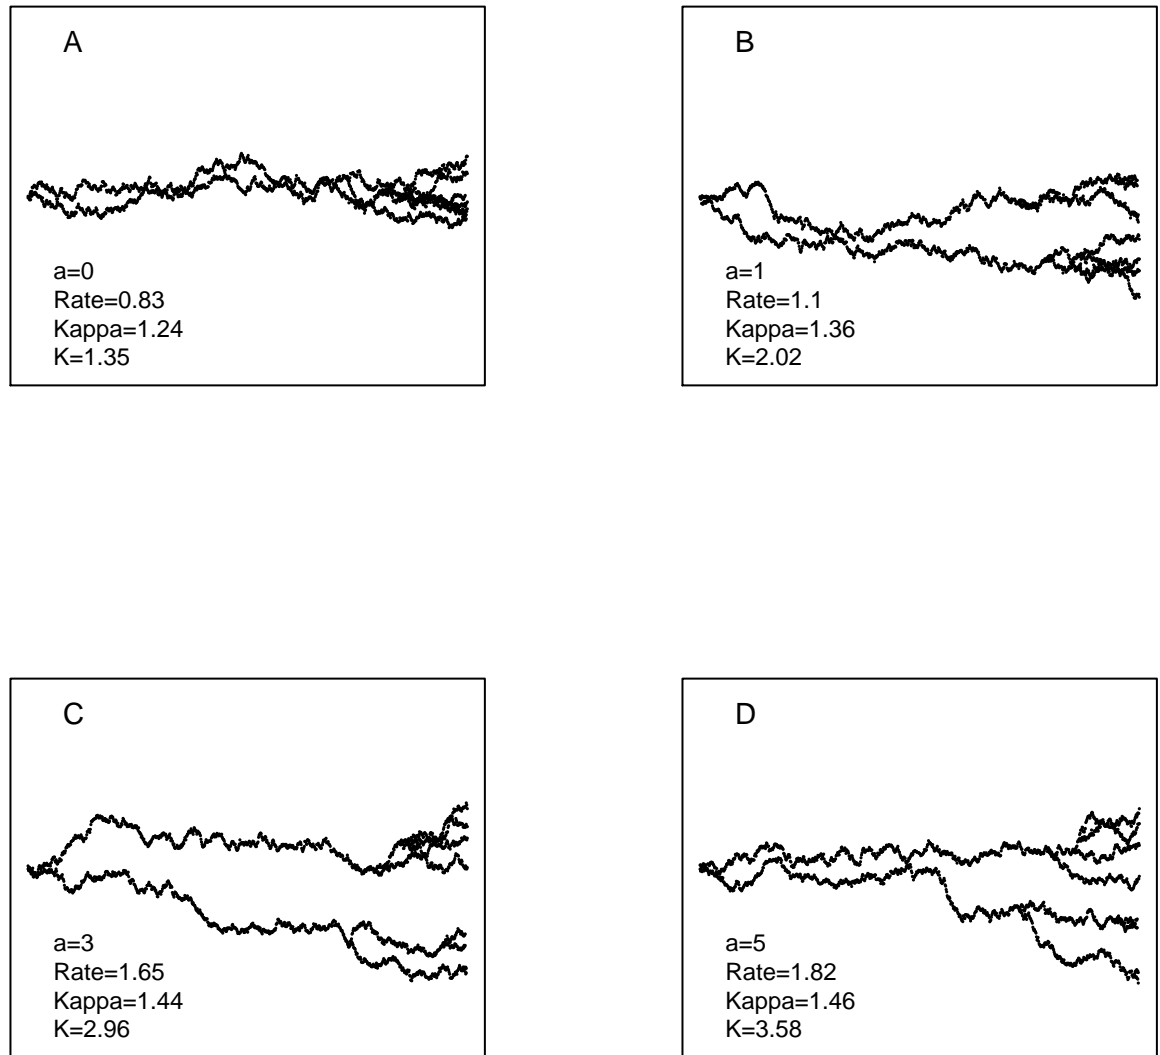 A
a=0
Rate=0.83
Kappa=1.24
K=1.35
B
a=1
Rate=1.1
Kappa=1.36
K=2.02
C
a=3
Rate=1.65
Kappa=1.44
K=2.96
D
a=5
Rate=1.82
Kappa=1.46
K=3.58